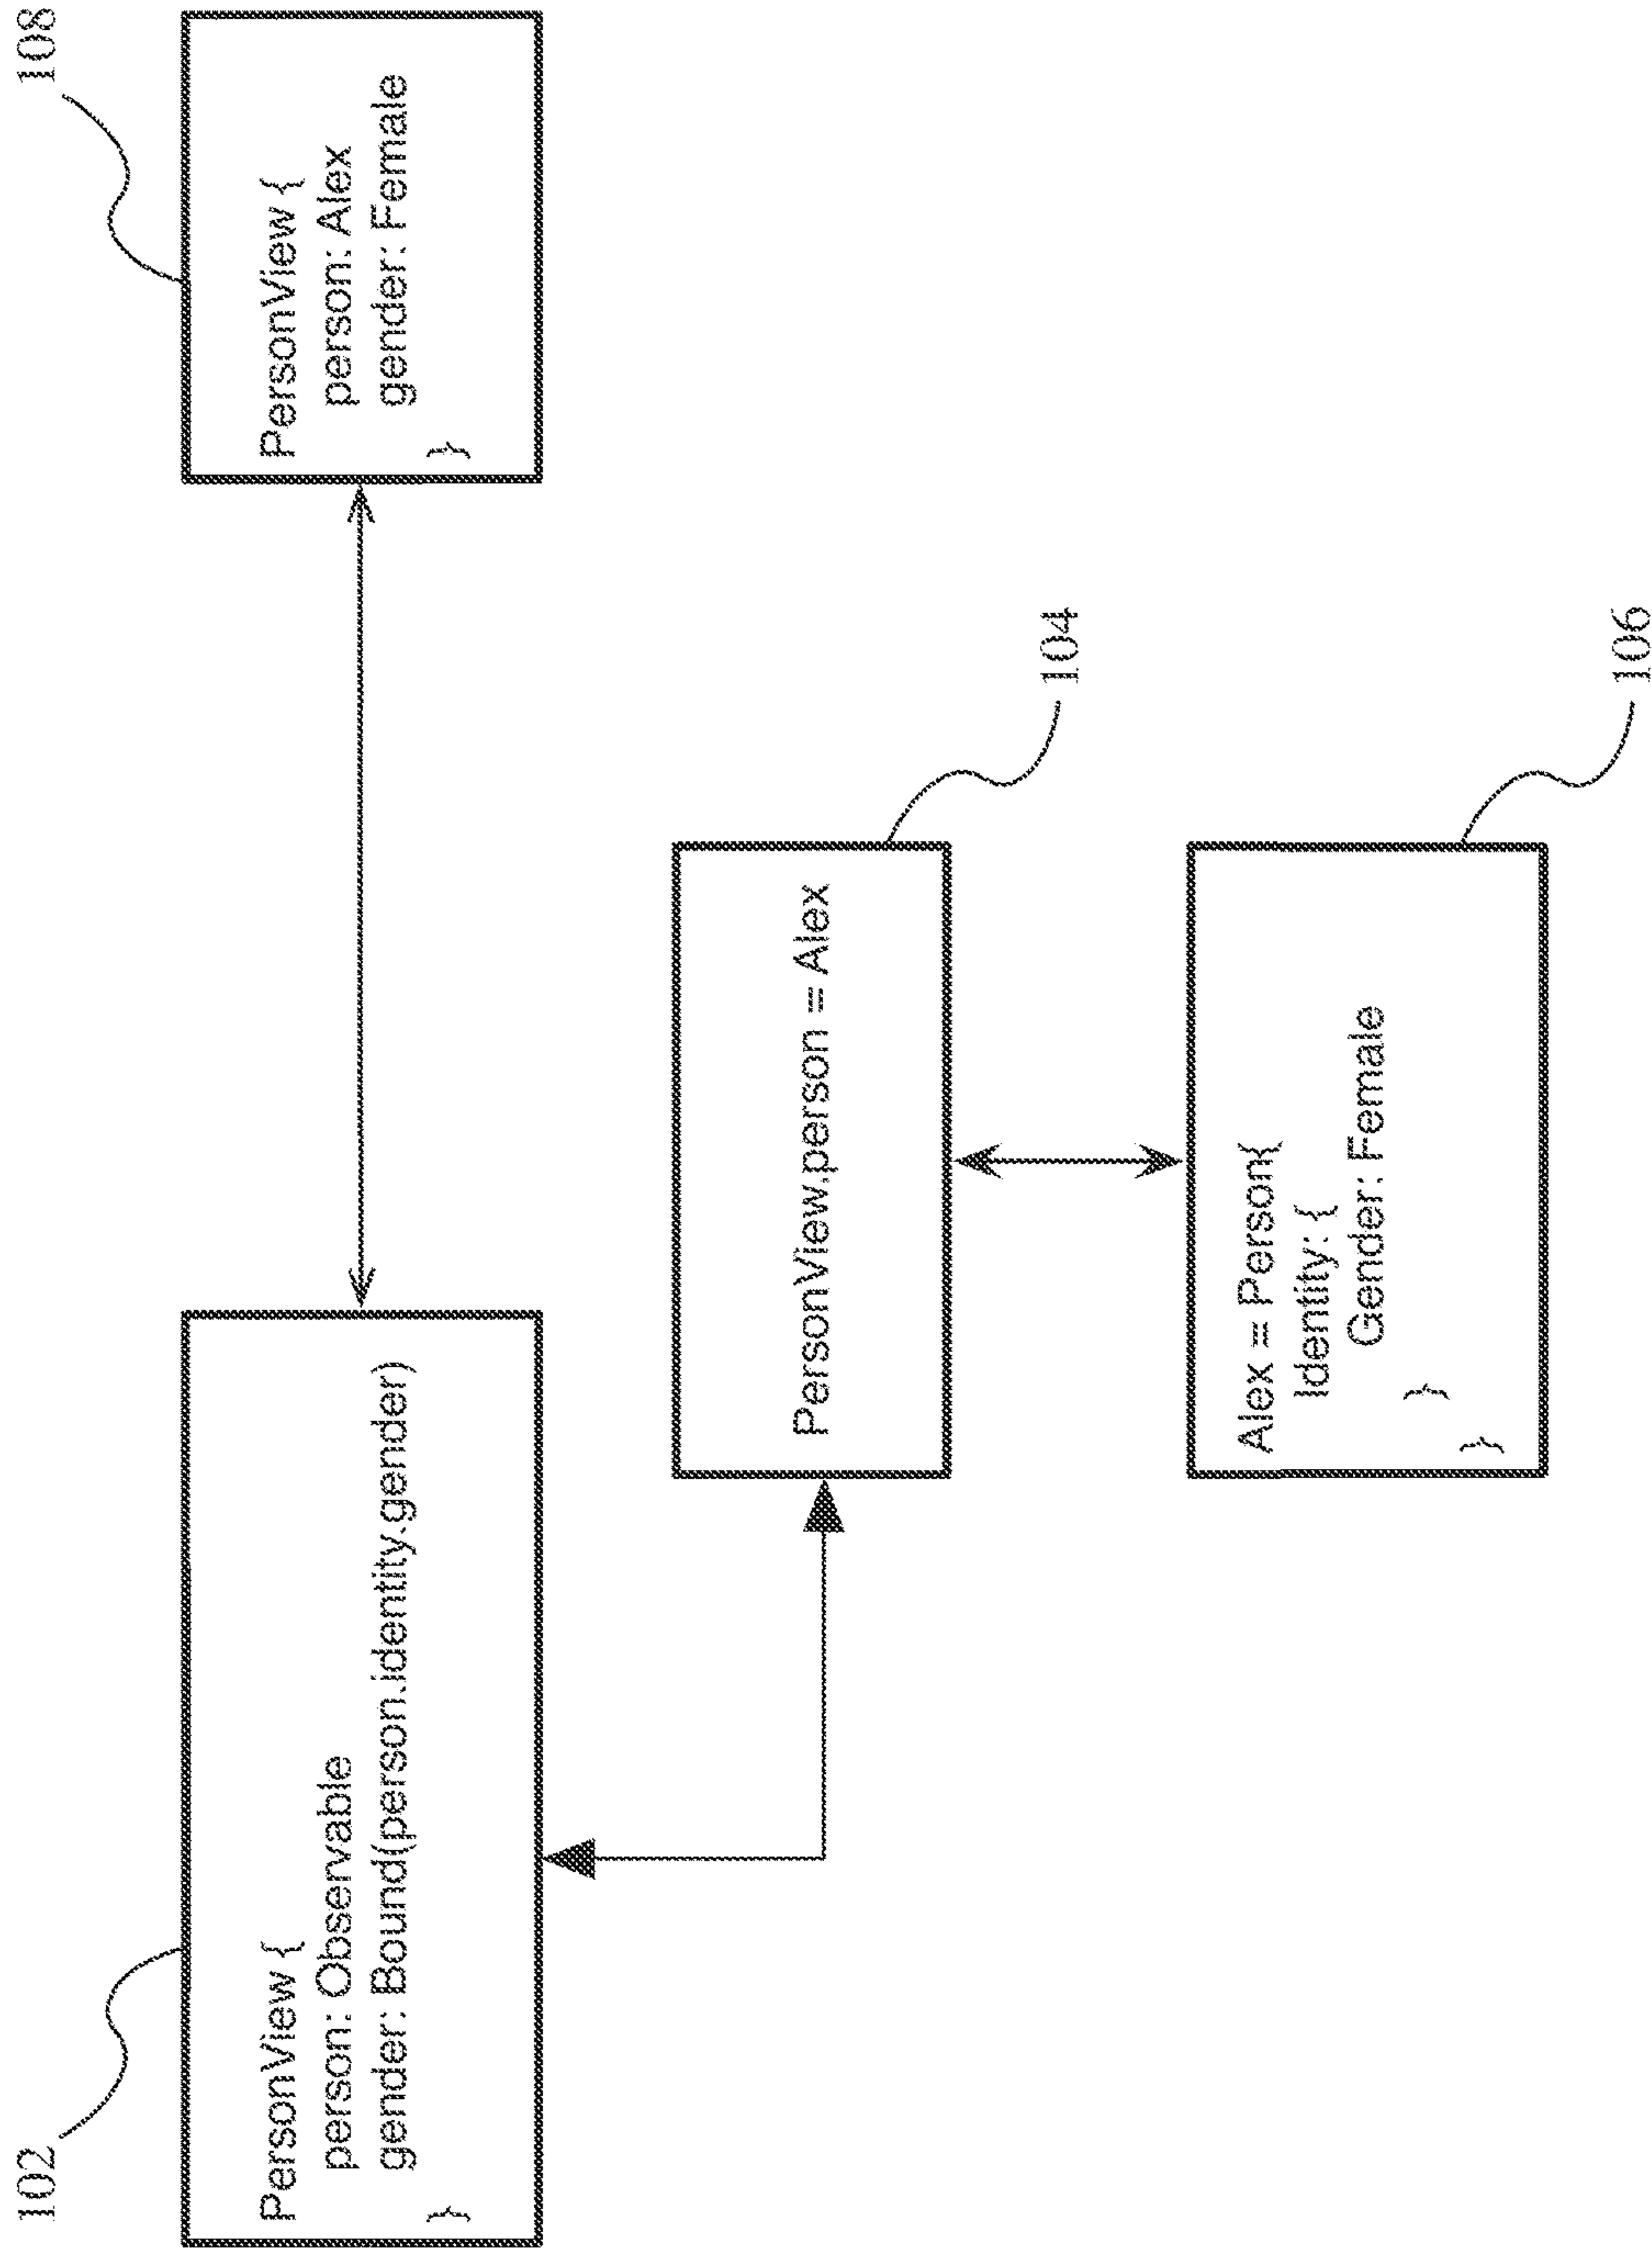 102
PersonView {
person: Observable
gender: Bound(person.identity.gender)
}
108
PersonView {
person: Alex
gender: Female
}
PersonView.person = Alex
104
Alex = Person{
Identity: {
Gender: Female
}
}
106